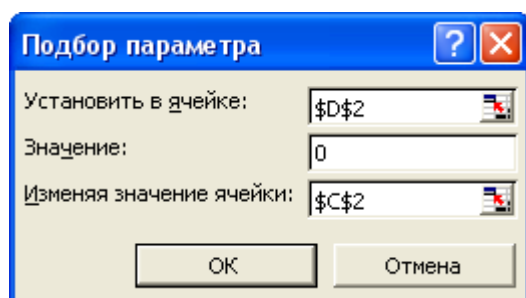 Подбор параметра
Установить в ячейке: $D$2
Значение: 0
Изменяя значение ячейки: $C$2
ОК Отмена